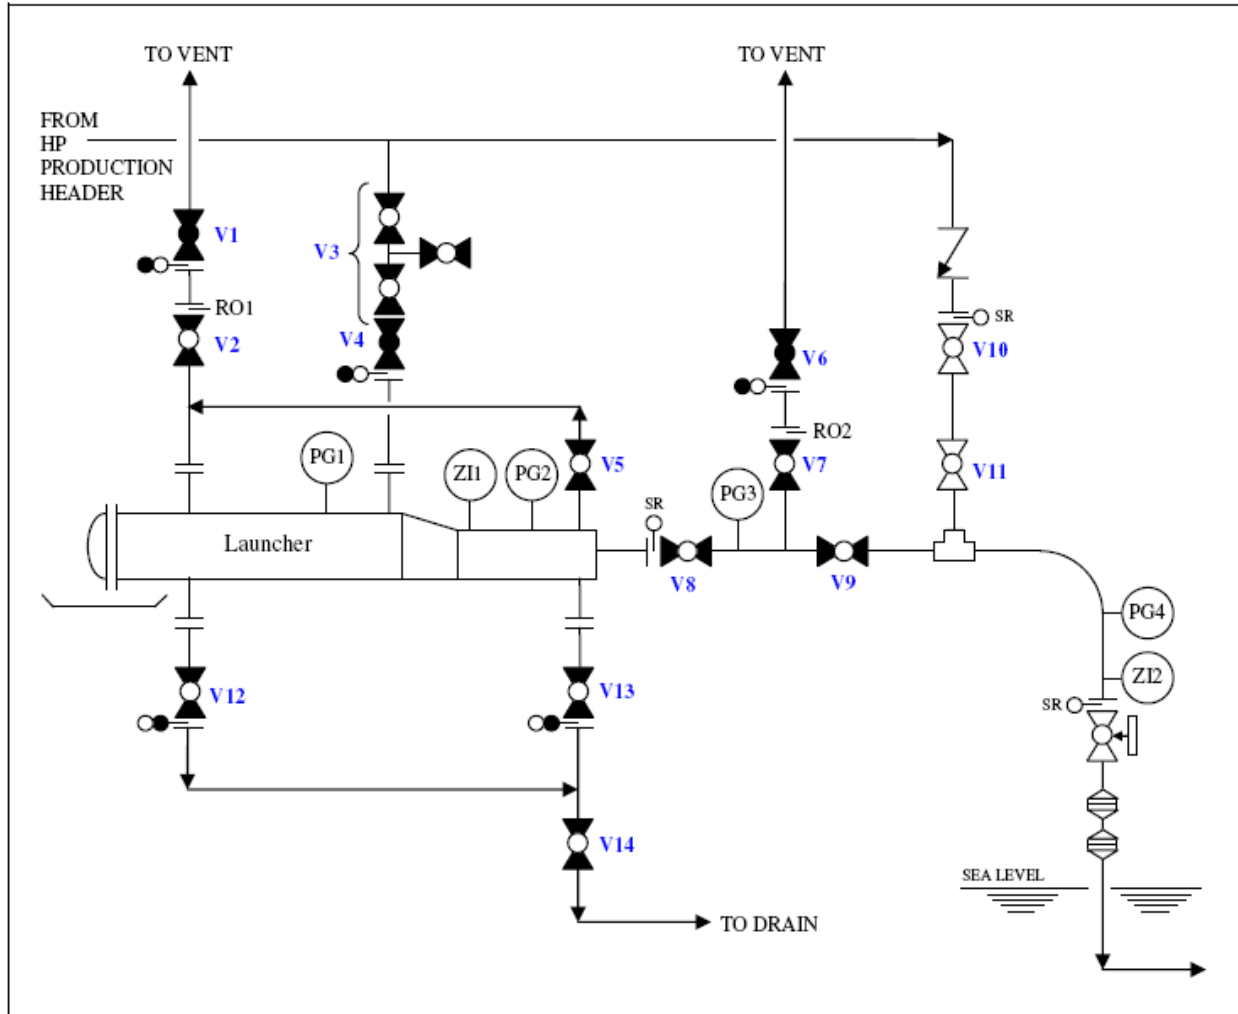 TO VENT
TO VENT
FROM
HP
PRODUCTION
HEADER
V1
V3
RO1
SR
V2
V4
V6
V10
RO2
PG1
ZI1
PG2
V5
V7
V11
PG3
SR
Launcher
V8
V9
PG4
ZI2
V12
V13
SR
V14
SEA LEVEL
TO DRAIN